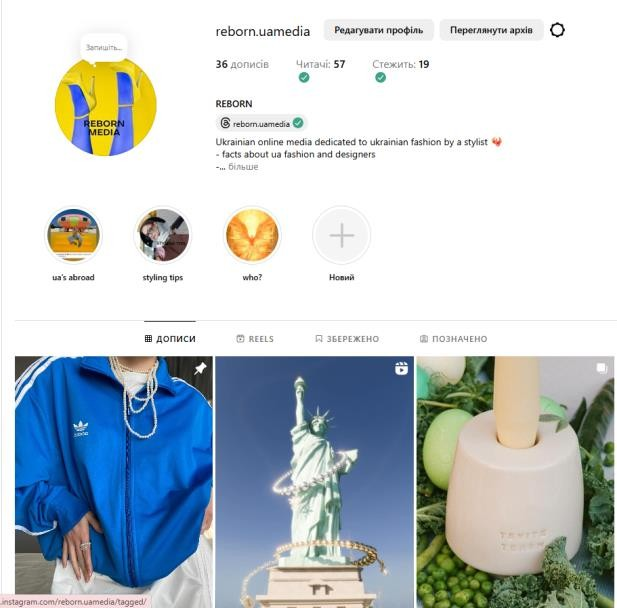 reborn.uamedia
Редагувати профіль
Переглянути архів
Запишіть...
36 дописів
Читачі: 57
Стежить: 19
REBORN
MEDIA
REBORN
reborn.uamedia
Ukrainian online media dedicated to ukrainian fashion by a stylist
- facts about ua fashion and designers
-... більше
ua's abroad
styling tips
who?
Новий
ДОПИСИ
REELS
ЗБЕРЕЖЕНО
ПОЗНАЧЕНО
adidas
.instagram.com/reborn.uamedia/tagged/